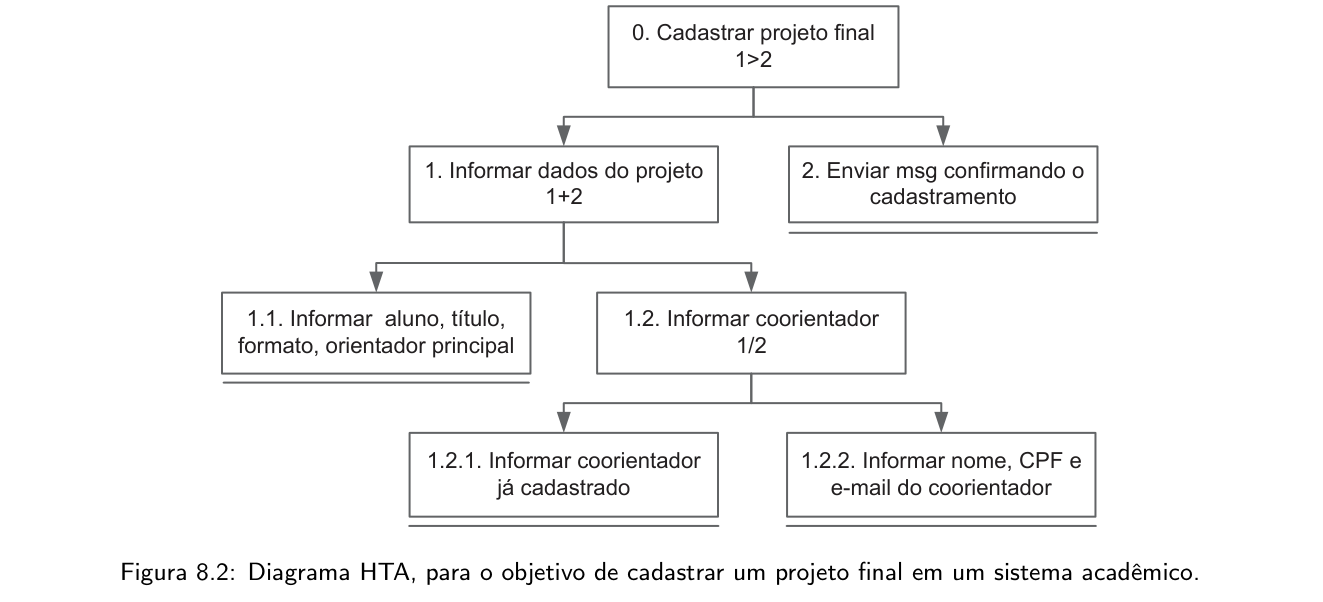 0. Cadastrar projeto final
1>2
1. Informar dados do projeto
1+2
2. Enviar msg confirmando o
cadastramento
1.1. Informar aluno, título,
formato, orientador principal
1.2. Informar coorientador
1/2
1.2.1. Informar coorientador
já cadastrado
1.2.2. Informar nome, CPF e
e-mail do coorientador
Figura 8.2: Diagrama HTA, para o objetivo de cadastrar um projeto final em um sistema acadêmico.